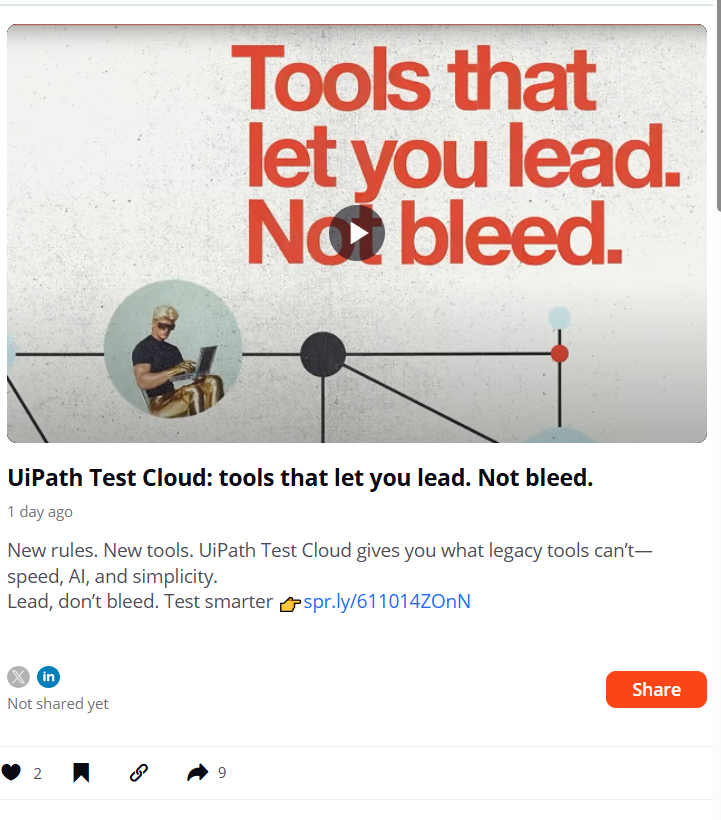 Tools that
let you lead.
Not bleed.
UiPath Test Cloud: tools that let you lead. Not bleed.
1 day ago
New rules. New tools. UiPath Test Cloud gives you what legacy tools can’t—
speed, AI, and simplicity.
Lead, don’t bleed. Test smarter 👉spr.ly/611014ZOnN
X in
Not shared yet
Share
2 9